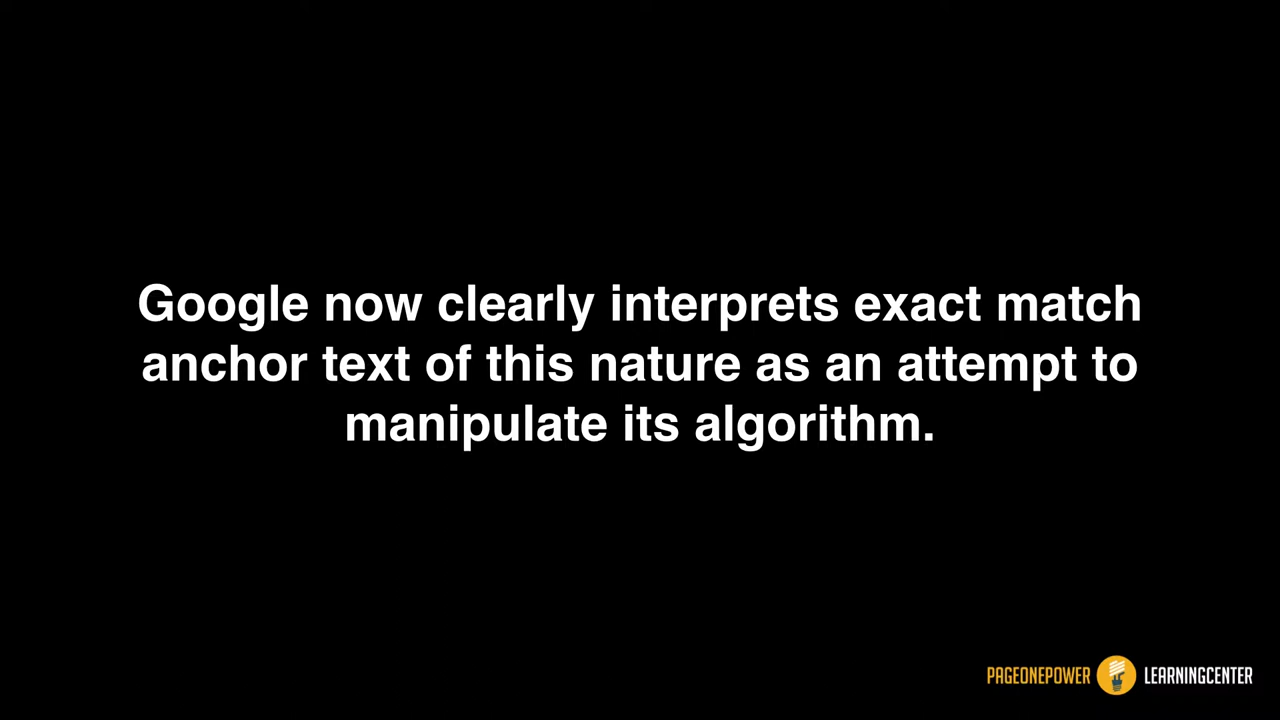 Google now clearly interprets exact match
anchor text of this nature as an attempt to
manipulate its algorithm.
PAGEONEPOWER LEARNINGCENTER